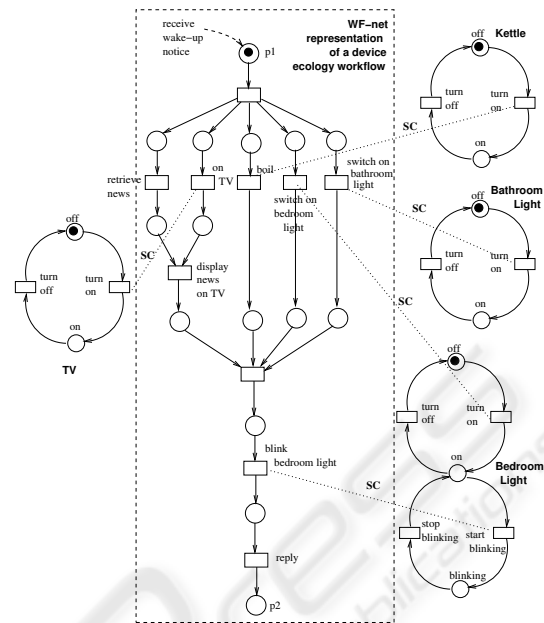 receive
wake-up
notice
p1
WF-net
representation
of a device
ecology workflow
retrieve
news
on
TV
boil
switch on
bedroom
light
switch on
bathroom
light
display
news
on TV
blink
bedroom light
reply
p2
off
turn
off
turn
on
on
TV
SC
Kettle
off
turn
off
turn
on
on
SC
Bathroom
Light
off
turn
off
turn
on
on
SC
SC
off
turn
off
turn
on
on
Bedroom
Light
SC
stop
blinking
start
blinking
blinking